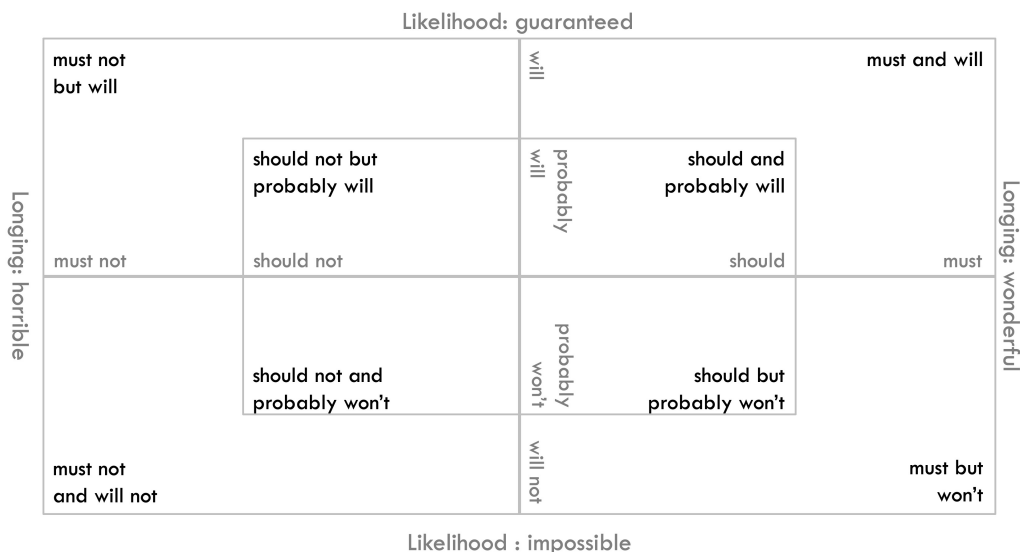 Likelihood: guaranteed
must not
but will
will
must and will
should not but
probably will
probably
will
should and
probably will
Longing: horrible
must not
should not
should
must
Longing: wonderful
should not and
probably won't
probably
won't
should but
probably won't
must not
and will not
will not
must but
won't
Likelihood : impossible